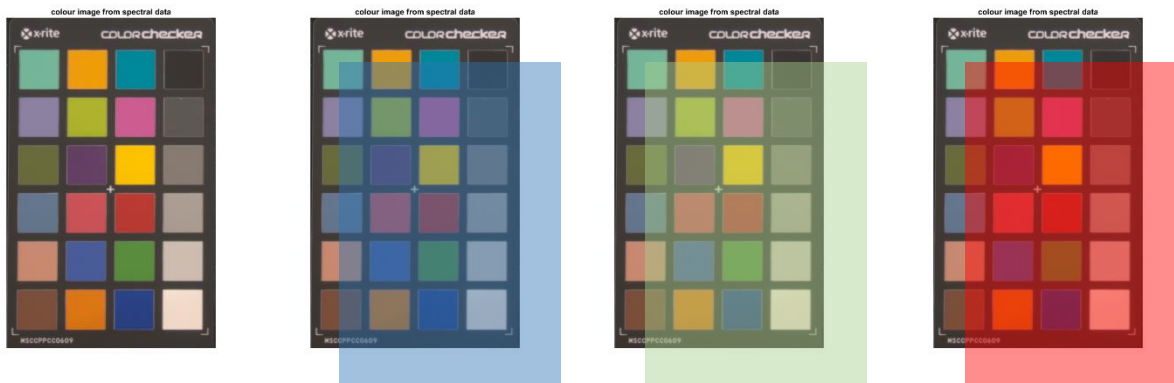 colour image from spectral data
x-rite colorchecker
MSCCPPCC0609
colour image from spectral data
x-rite colorchecker
MSCCPPCC0609
colour image from spectral data
x-rite colorchecker
MSCCPPCC0609
colour image from spectral data
x-rite colorchecker
MSCCPPCC0609